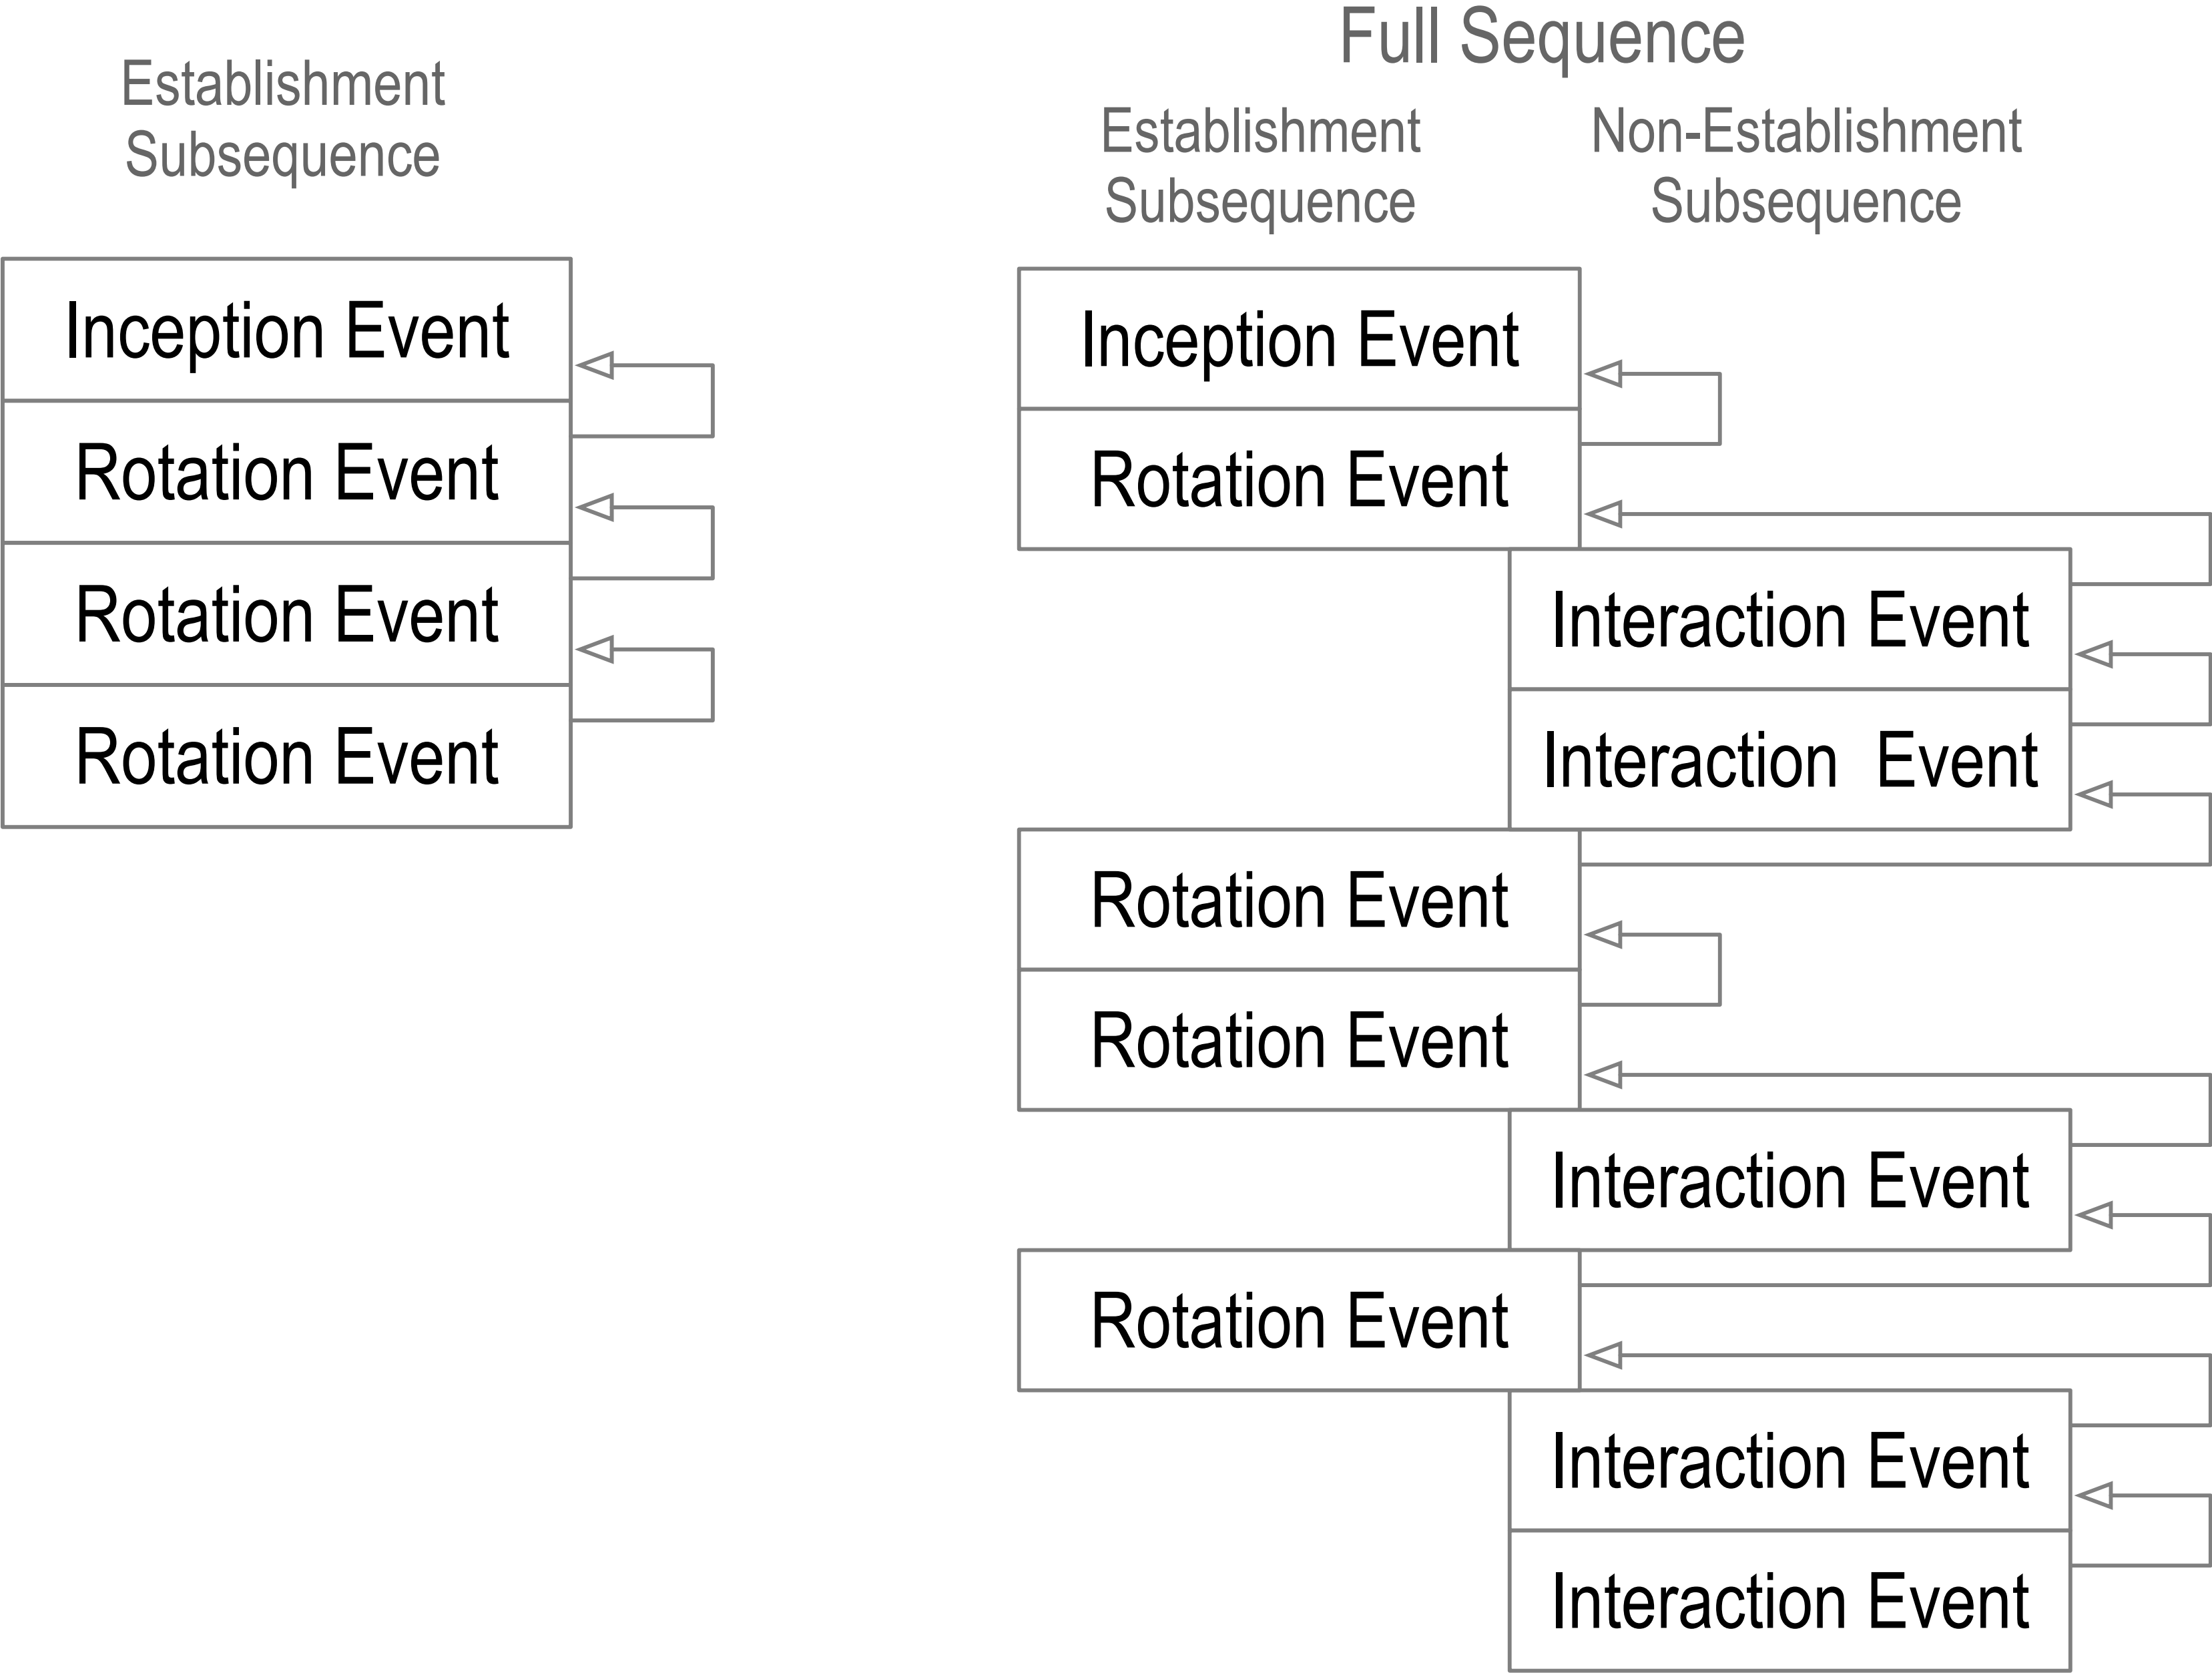 Establishment
Subsequence
Inception Event
Rotation Event
Rotation Event
Rotation Event
Full Sequence
Establishment
Subsequence
Non-Establishment
Subsequence
Inception Event
Rotation Event
Interaction Event
Interaction Event
Rotation Event
Rotation Event
Interaction Event
Rotation Event
Interaction Event
Interaction Event